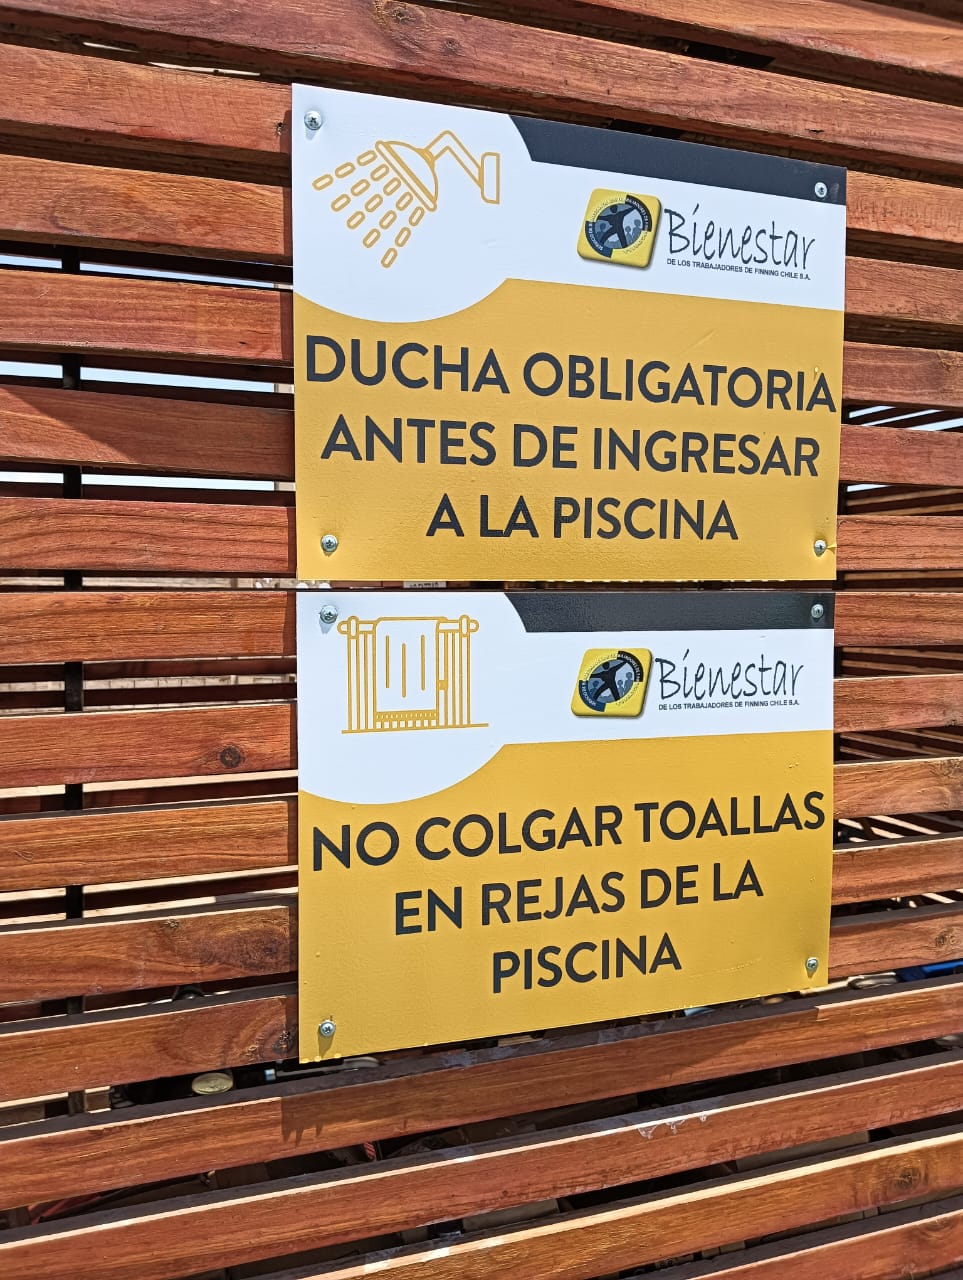 Bienestar
DE LOS TRABAJADORES DE FINNING CHILE S.A.
DUCHA OBLIGATORIA
ANTES DE INGRESAR
A LA PISCINA
Bienestar
DE LOS TRABAJADORES DE FINNING CHILE S.A.
NO COLGAR TOALLAS
EN REJAS DE LA
PISCINA